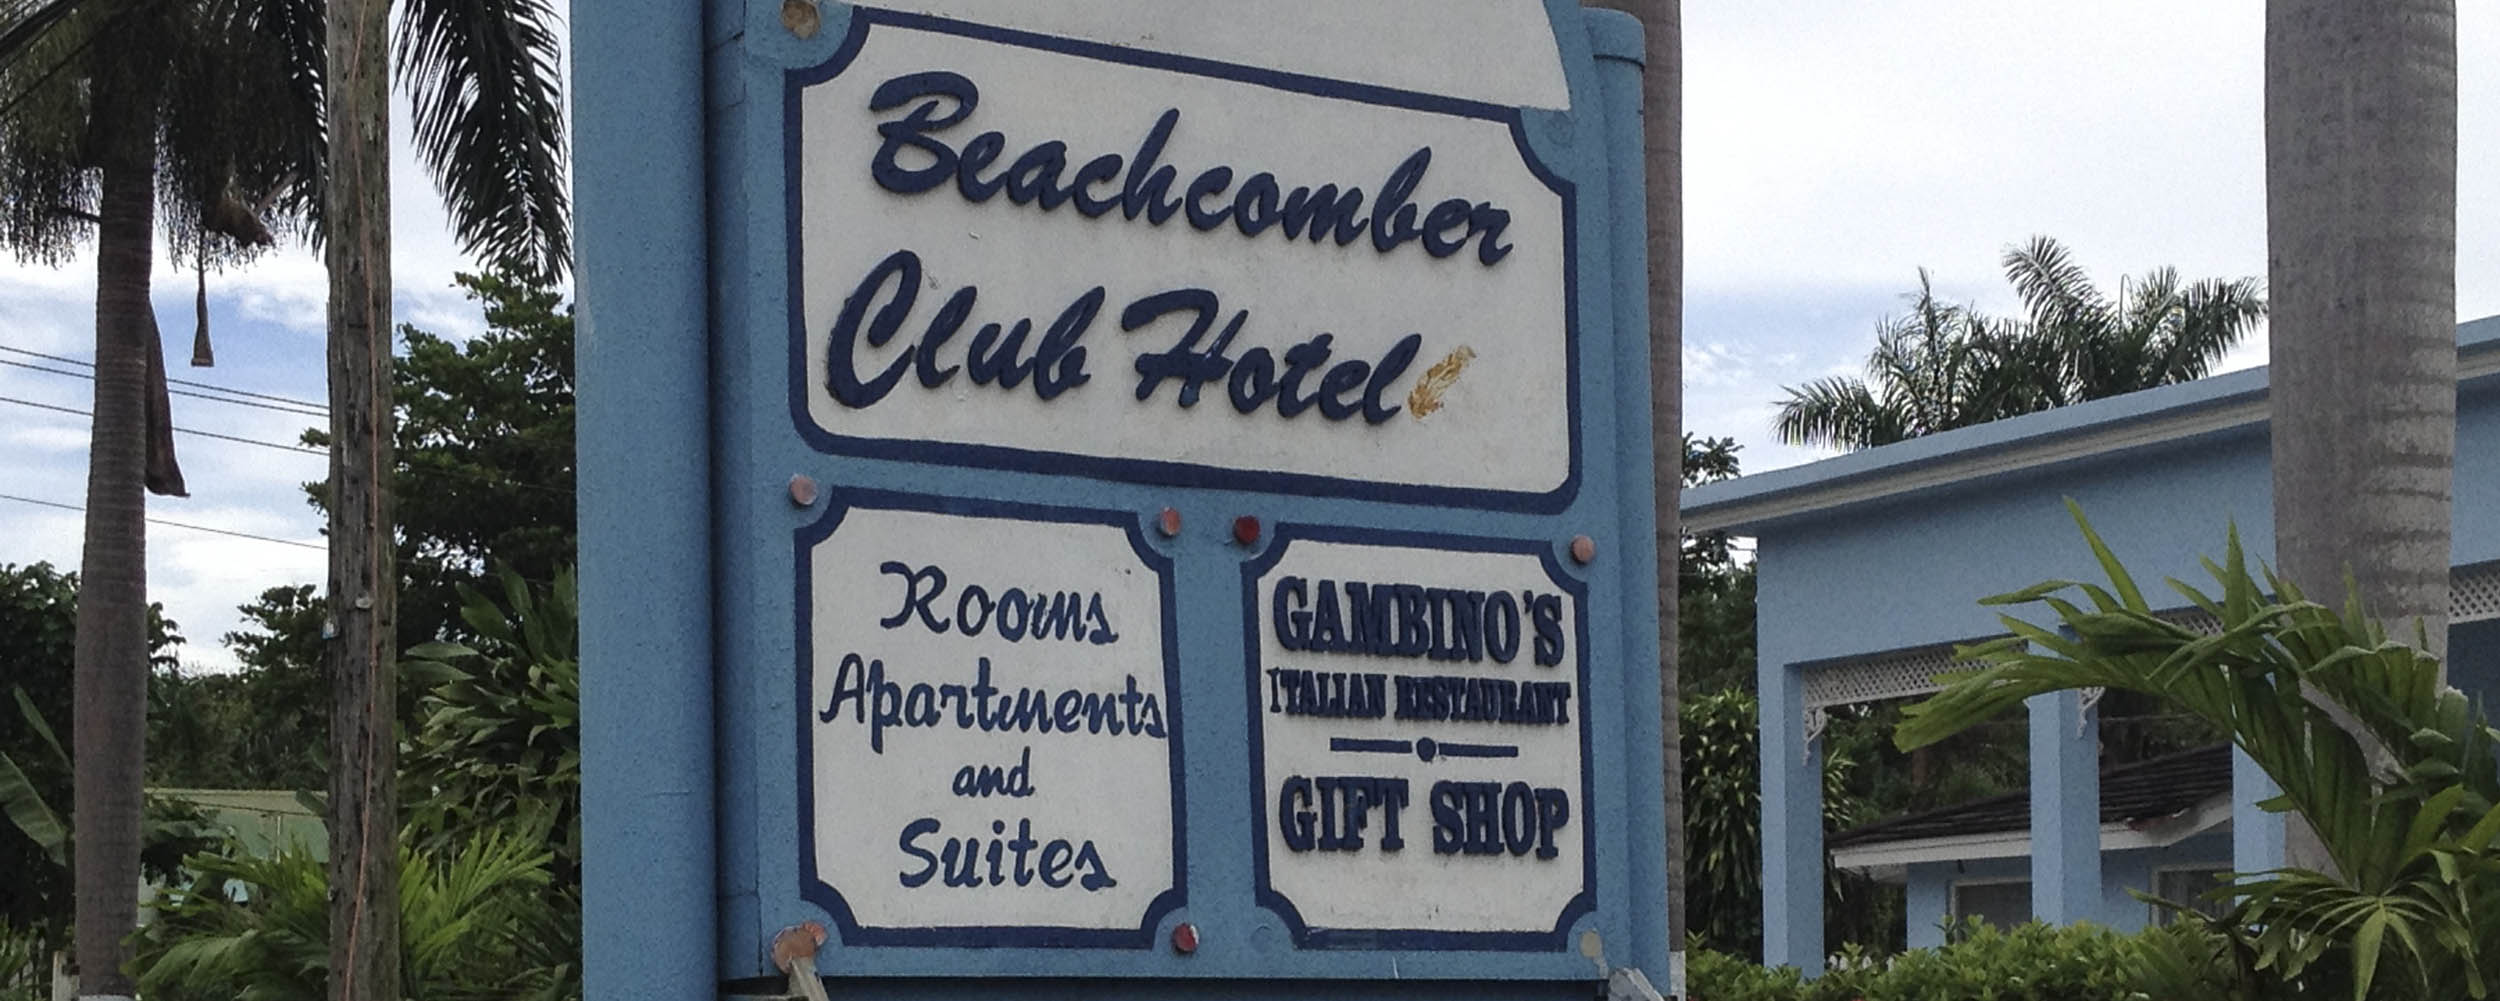 Beachcomber
Club Hotel
Rooms
Apartments
and
Suites
GAMBINO'S
ITALIAN RESTAURANT
GIFT SHOP